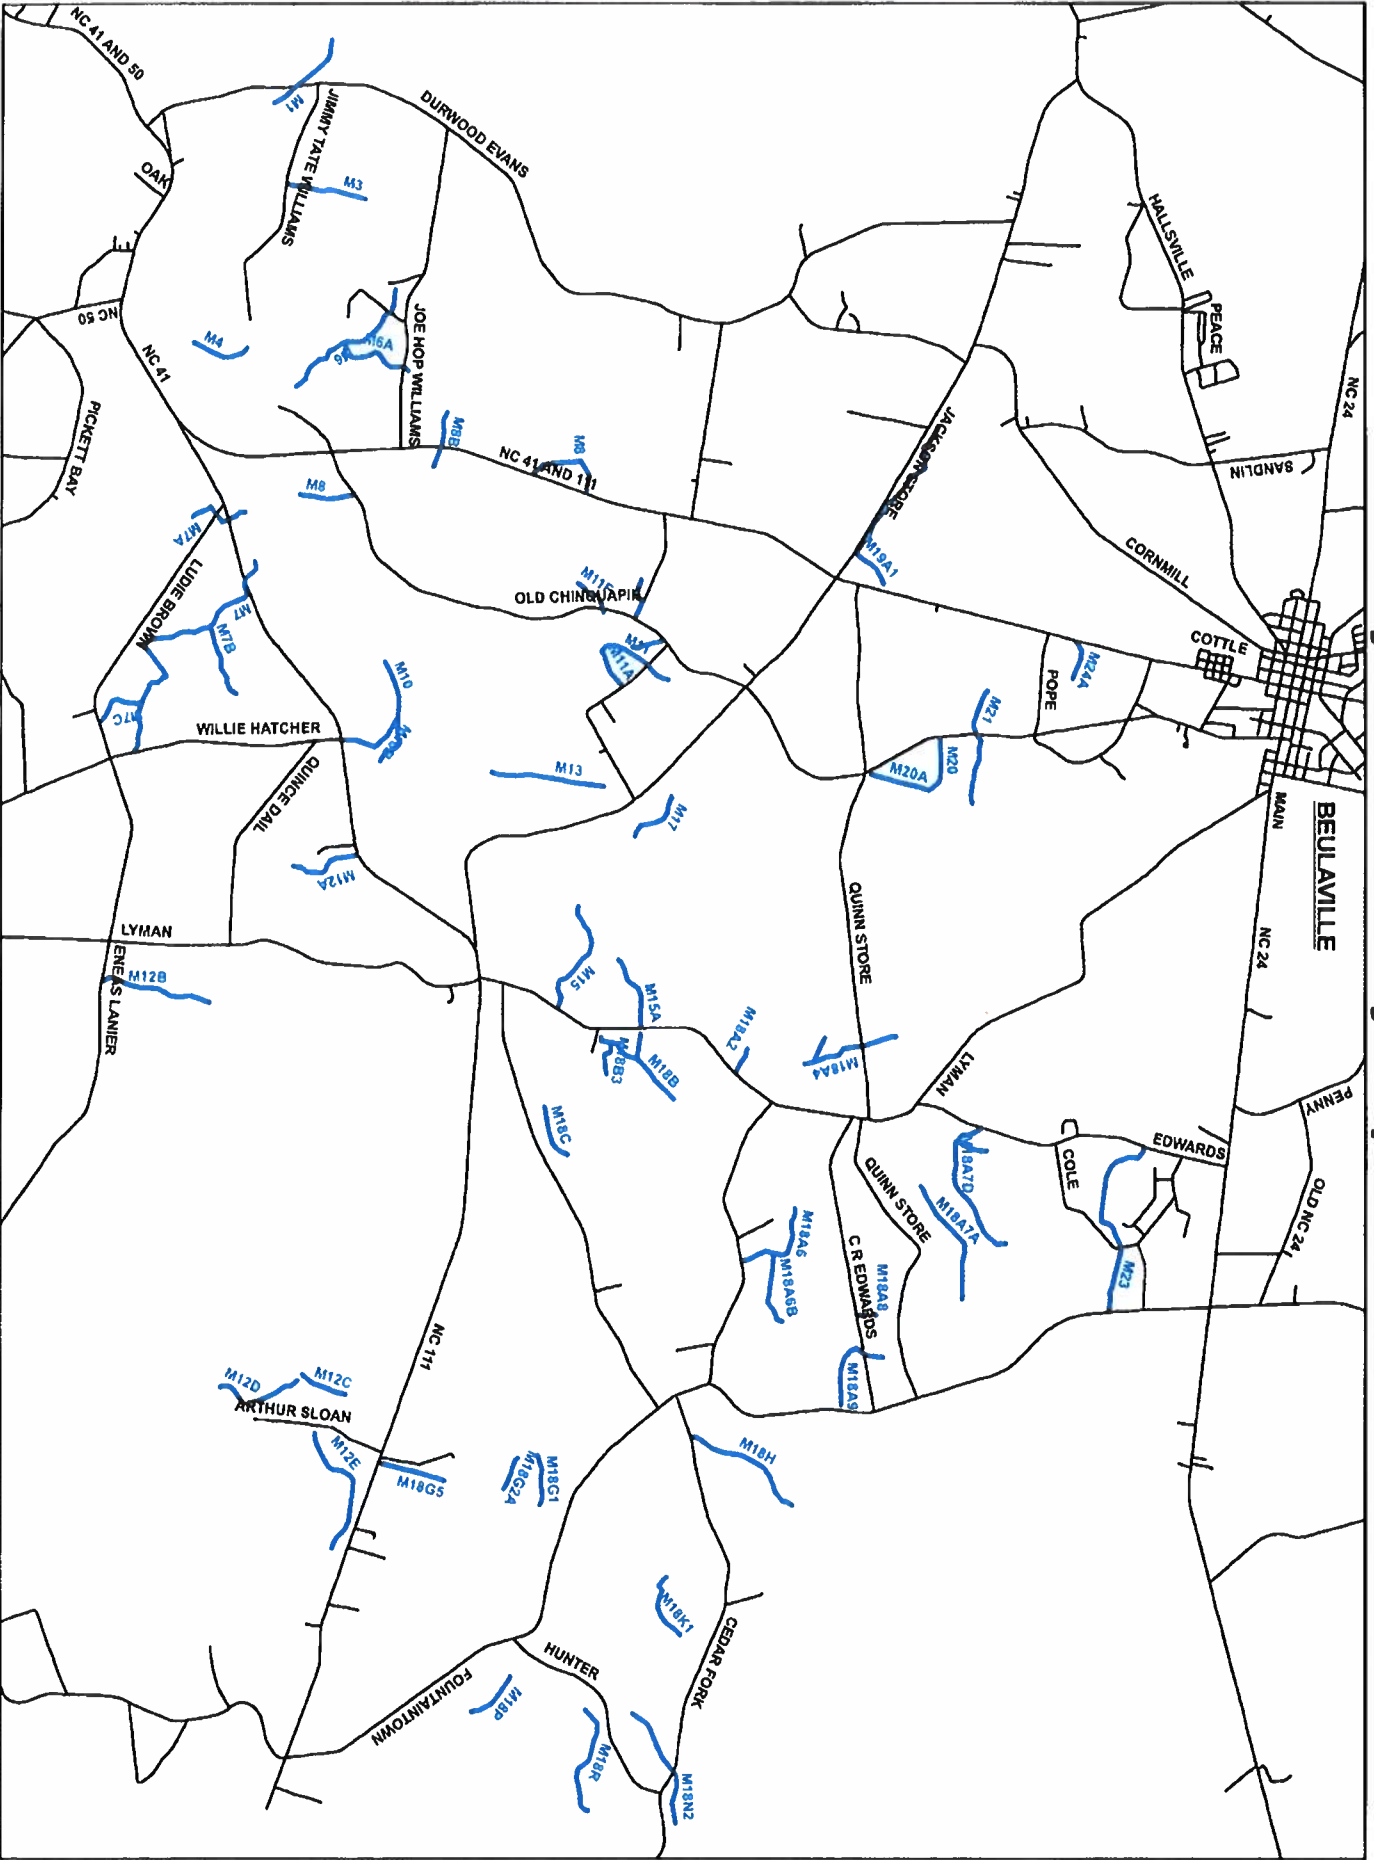 NC 41 AND 50
M1
JIMMY TATE WILLIAMS
DURWOOD EVANS
OAK
M3
HALLSVILLE
PEACE
NC 24
NC 50
M4
M6A
M6
JOE HOP WILLIAMS
NC 41
PICKETT BAY
M8B
NC 41 AND 111
M8
JACKSON STORE
SANDLIN
M8
M7A
LUDIE BROWN
M19A1
CORNMILL
M11F
OLD CHINQUAPIN
M7
M7B
M11A
COTTLE
M24A
POPE
M10
M7C
WILLIE HATCHER
M21
M20
M20A
M13
QUINCE DAIL
M17
MAIN
BEULAVILLE
M12A
QUINN STORE
LYMAN
NC 24
ENEAS LANIER
M12B
M15
M15A
M18A2
M18A4
M18B3
M18B
LYMAN
PENNY
M18C
EDWARDS
COLE
QUINN STORE
M18A7D
M18A7A
OLD NC 24
M18A6
M18A6B
C R EDWARDS
M18A8
M23
NC 111
M18A9
M12D
M12C
ARTHUR SLOAN
M12E
M18G5
M18G2A
M18G1
M18H
M18K1
CEDAR FORK
HUNTER
FOUNTAINTOWN
M18P
M18R
M18N2